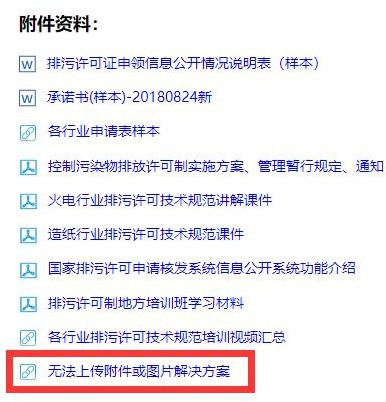 附件资料：
排污许可证申领信息公开情况说明表（样本）
承诺书(样本)-20180824新
各行业申请表样本
控制污染物排放许可制实施方案、管理暂行规定、通知
火电行业排污许可技术规范讲解课件
造纸行业排污许可技术规范课件
国家排污许可申请核发系统信息公开系统功能介绍
排污许可制地方培训班学习材料
各行业排污许可技术规范培训视频汇总
无法上传附件或图片解决方案